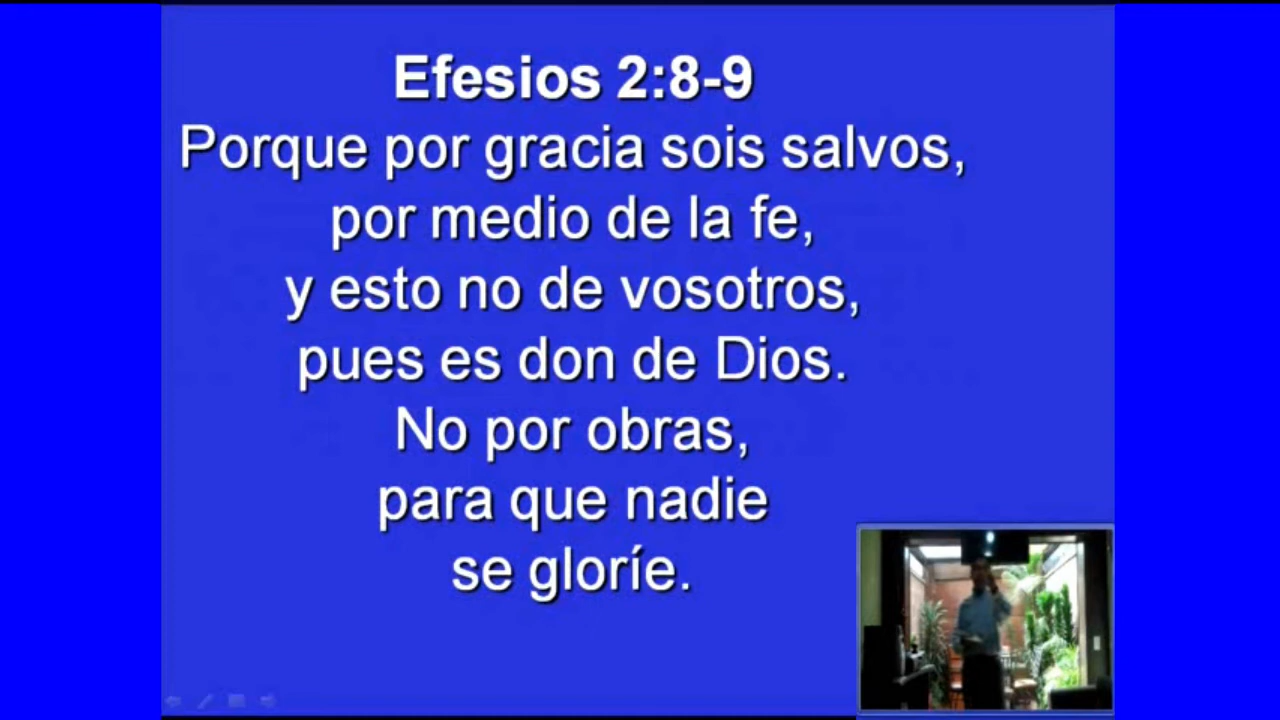 Efesios 2:8-9
Porque por gracia sois salvos,
por medio de la fe,
y esto no de vosotros,
pues es don de Dios.
No por obras,
para que nadie
se gloríe.